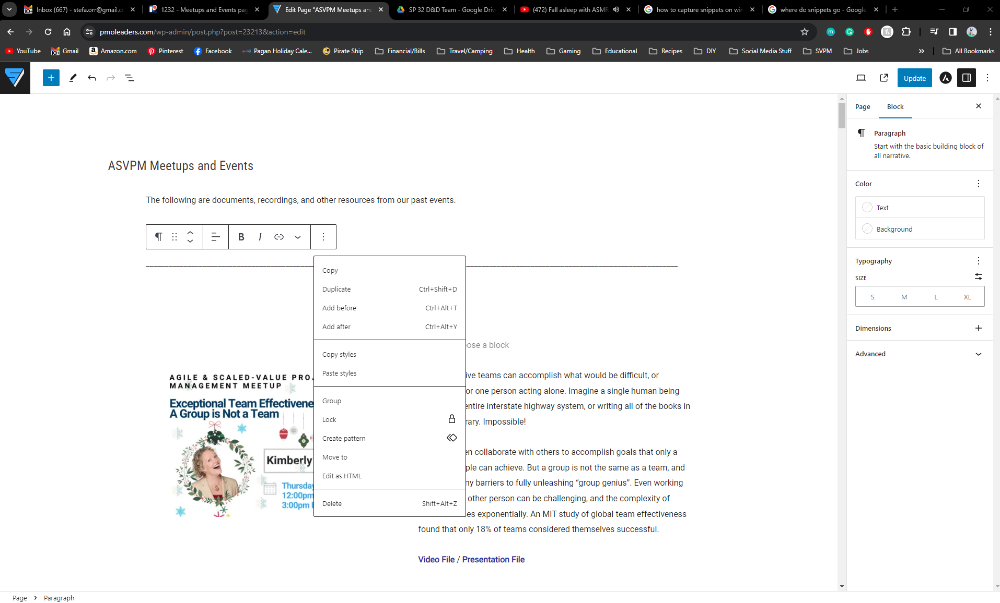 Inbox (667) - stefa.orr@gmail.c
1232 - Meetups and Events pag
Edit Page "ASVPM Meetups an
SP 32 D&D Team - Google Driv
(472) Fall asleep with ASMR
how to capture snippets on win
where do snippets go - Google
pmoleaders.com/wp-admin/post.php?post=23213&action=edit
YouTube
Gmail
Amazon.com
Pinterest
Facebook
Pagan Holiday Cale...
Pirate Ship
Financial/Bills
Travel/Camping
Health
Gaming
Educational
Recipes
DIY
Social Media Stuff
SVPM
Jobs
All Bookmarks
Update
ASVPM Meetups and Events
The following are documents, recordings, and other resources from our past events.
B I
Copy
Duplicate Ctrl+Shift+D
Add before Ctrl+Alt+T
Add after Ctrl+Alt+Y
Copy styles
Paste styles
Group
Lock
Create pattern
Move to
Edit as HTML
Delete Shift+Alt+Z
AGILE & SCALED-VALUE PROJ
MANAGEMENT MEETUP
Exceptional Team Effectivene
A Group is Not a Team
Kimberly
Thursday
12:00pm
3:00pm E
oose a block
ive teams can accomplish what would be difficult, or
or one person acting alone. Imagine a single human being
entire interstate highway system, or writing all of the books in
rary. Impossible!
en collaborate with others to accomplish goals that only a
ple can achieve. But a group is not the same as a team, and
ny barriers to fully unleashing “group genius”. Even working
other person can be challenging, and the complexity of
es exponentially. An MIT study of global team effectiveness
found that only 18% of teams considered themselves successful.
Video File / Presentation File
Page
Block
Paragraph
Start with the basic building block of
all narrative.
Color
Text
Background
Typography
SIZE
S M L XL
Dimensions
Advanced
Page > Paragraph